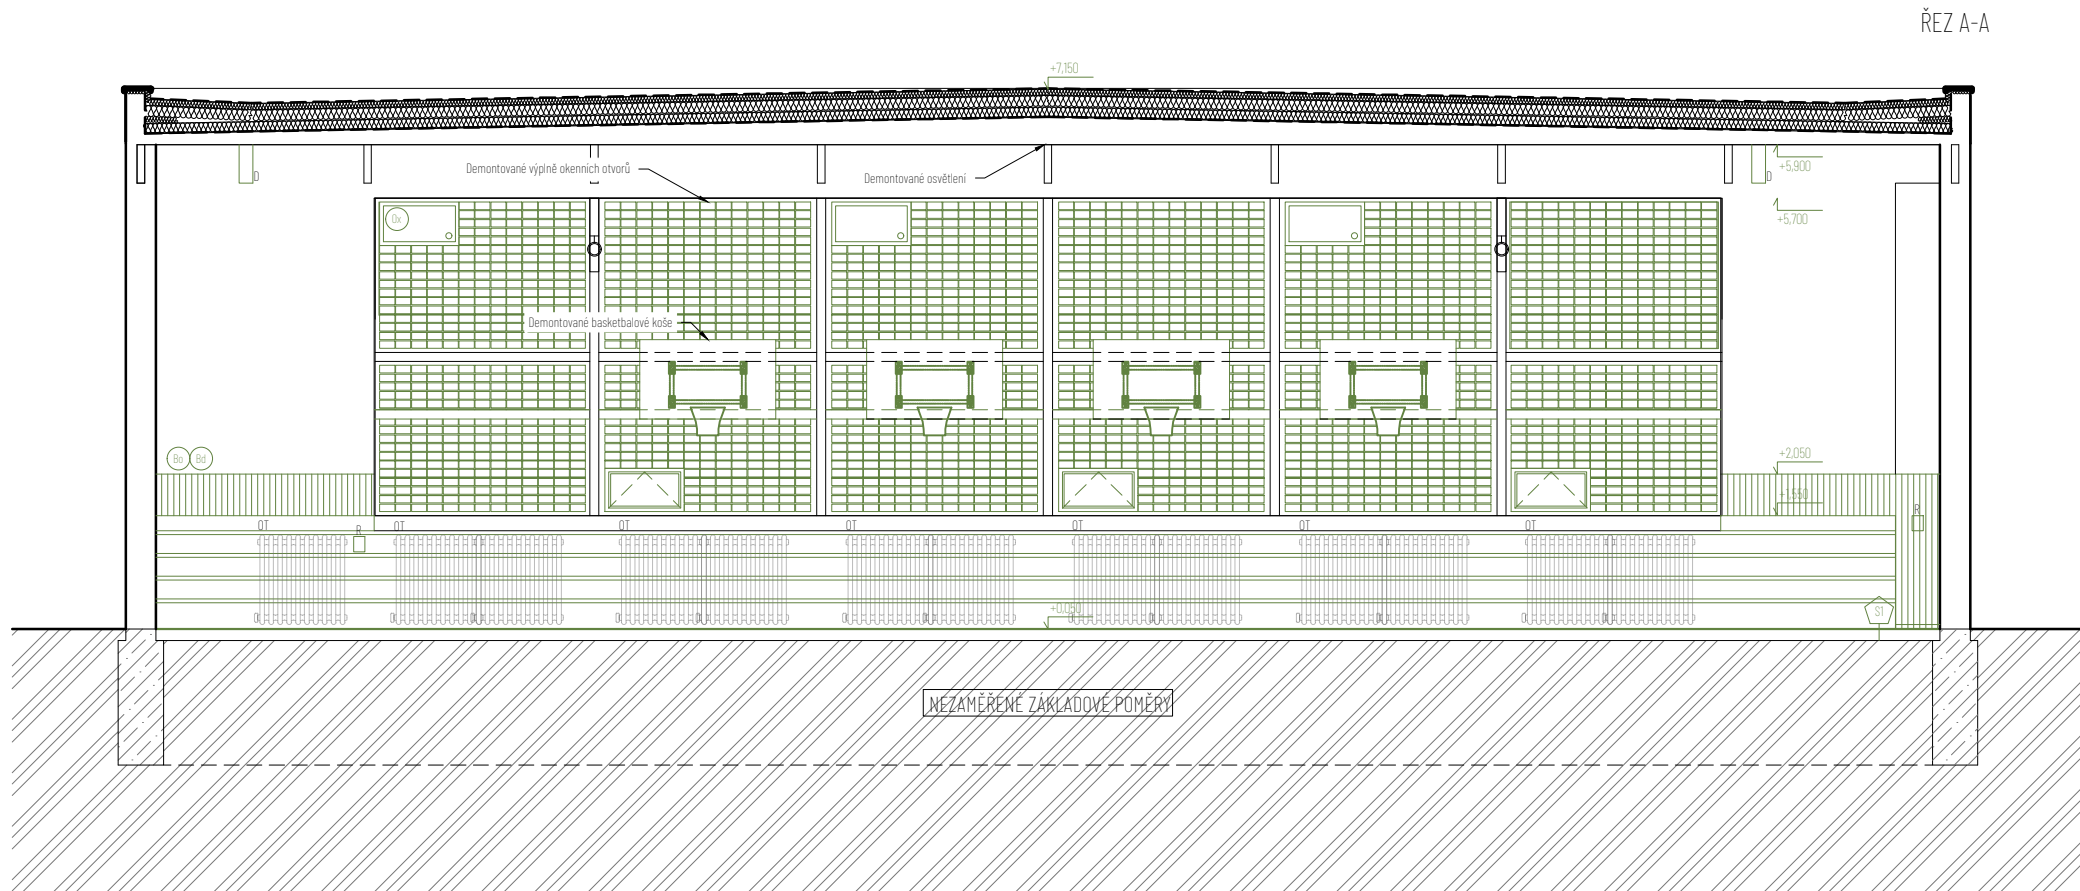 ŘEZ A-A
+7,150
Demontované výplně okenních otvorů
Demontované osvětlení
D
D
+5,900
+5,700
Ox
Demontované basketbalové koše
Bo
Bd
+2,050
+1,550
R
R
OT
OT
OT
OT
OT
OT
OT
+0,050
S1
NEZAMĚŘENÉ ZÁKLADOVÉ POMĚRY